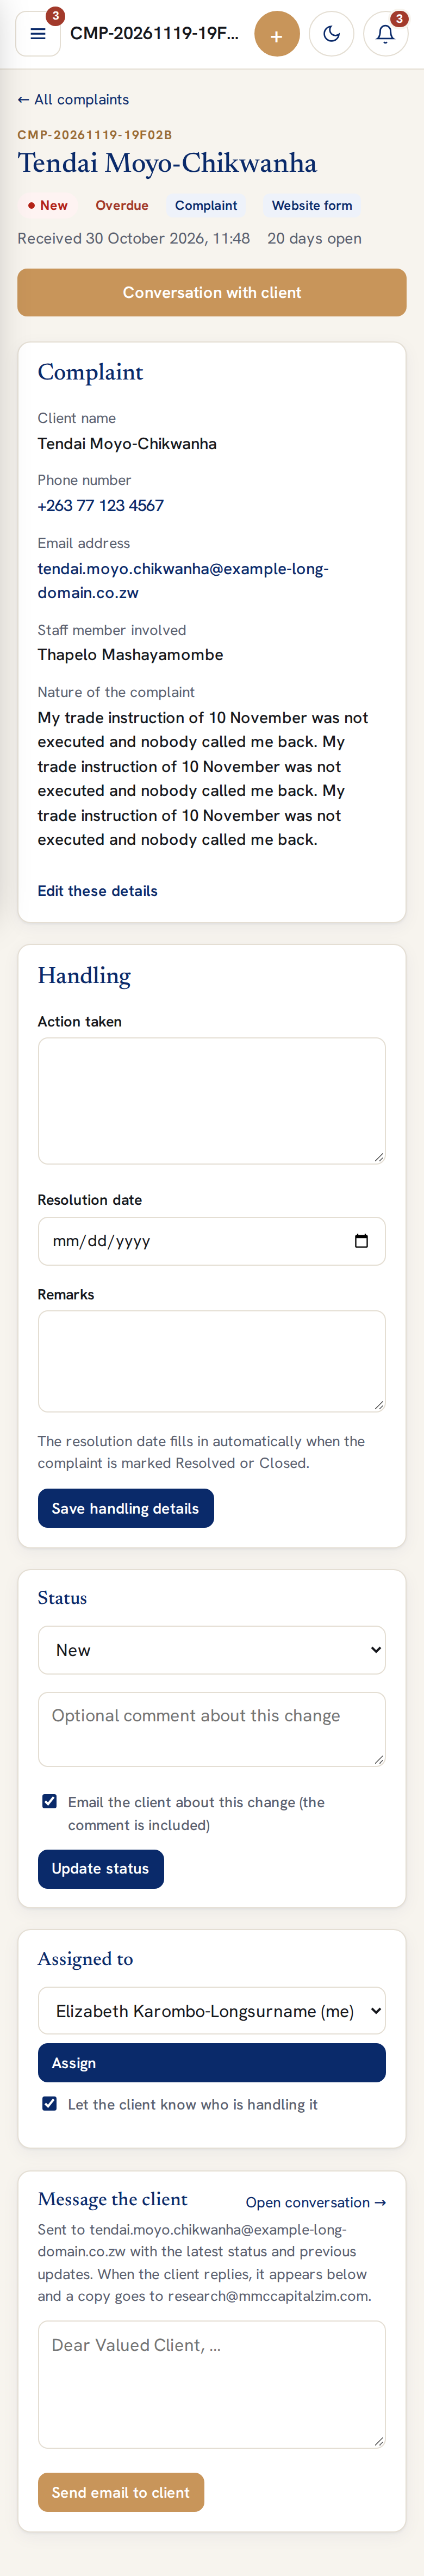 3
CMP-20261119-19F...
+
3
← All complaints
CMP-20261119-19F02B
Tendai Moyo-Chikwanha
New
Overdue
Complaint
Website form
Received 30 October 2026, 11:48
20 days open
Conversation with client
Complaint
Client name
Tendai Moyo-Chikwanha
Phone number
+263 77 123 4567
Email address
tendai.moyo.chikwanha@example-long-
domain.co.zw
Staff member involved
Thapelo Mashayamombe
Nature of the complaint
My trade instruction of 10 November was not
executed and nobody called me back. My
trade instruction of 10 November was not
executed and nobody called me back. My
trade instruction of 10 November was not
executed and nobody called me back.
Edit these details
Handling
Action taken
Resolution date
mm/dd/yyyy
Remarks
The resolution date fills in automatically when the
complaint is marked Resolved or Closed.
Save handling details
Status
New
Optional comment about this change
Email the client about this change (the
comment is included)
Update status
Assigned to
Elizabeth Karombo-Longsurname (me)
Assign
Let the client know who is handling it
Message the client
Open conversation →
Sent to tendai.moyo.chikwanha@example-long-
domain.co.zw with the latest status and previous
updates. When the client replies, it appears below
and a copy goes to research@mmccapitalzim.com.
Dear Valued Client, ...
Send email to client